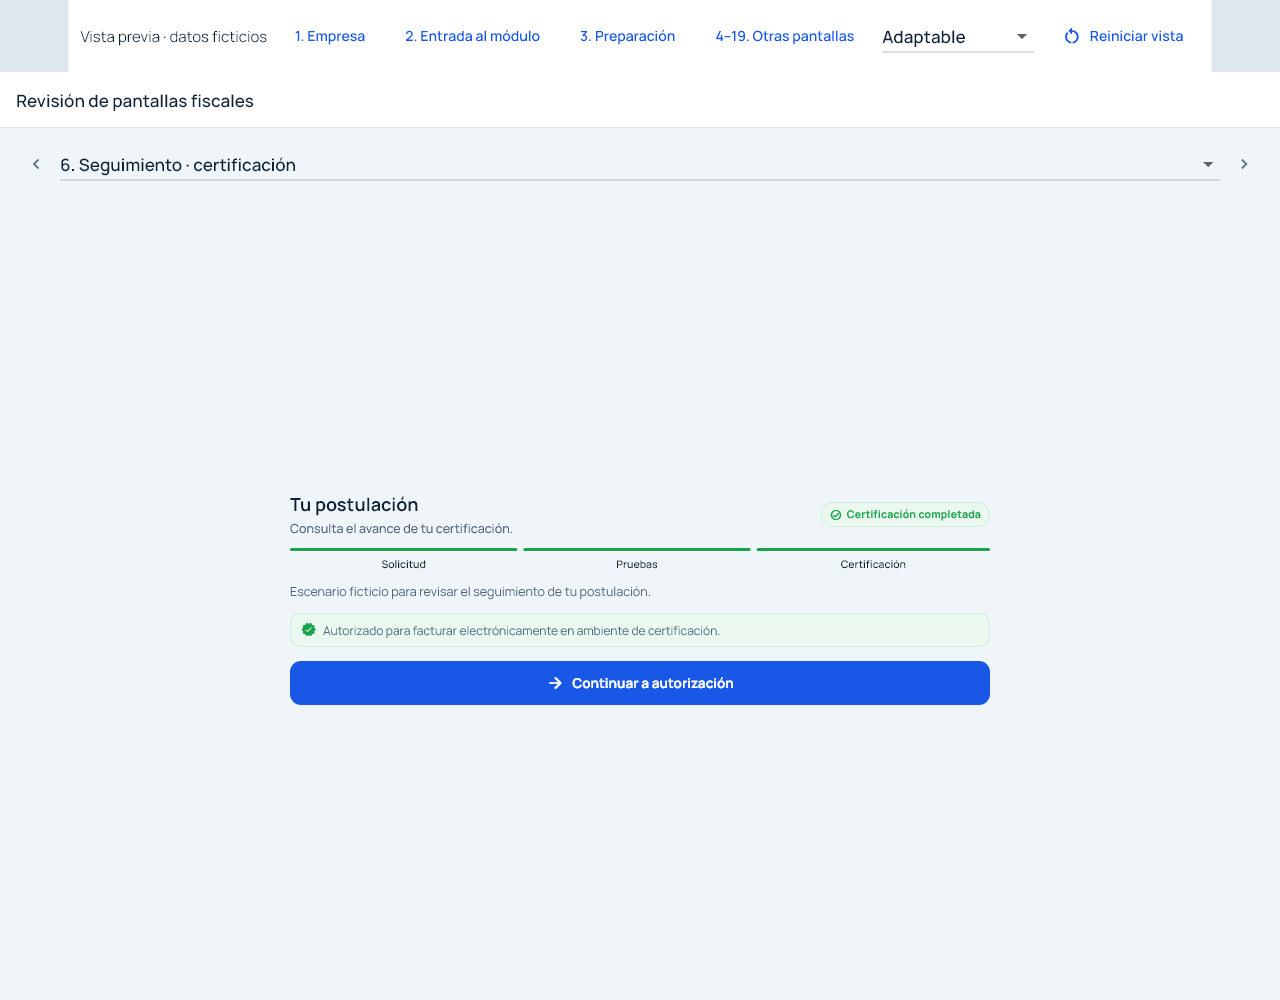 Vista previa · datos ficticios
1. Empresa
2. Entrada al módulo
3. Preparación
4–19. Otras pantallas
Adaptable
Reiniciar vista
Revisión de pantallas fiscales
6. Seguimiento · certificación
Tu postulación
Consulta el avance de tu certificación.
Certificación completada
Solicitud
Pruebas
Certificación
Escenario ficticio para revisar el seguimiento de tu postulación.
Autorizado para facturar electrónicamente en ambiente de certificación.
Continuar a autorización